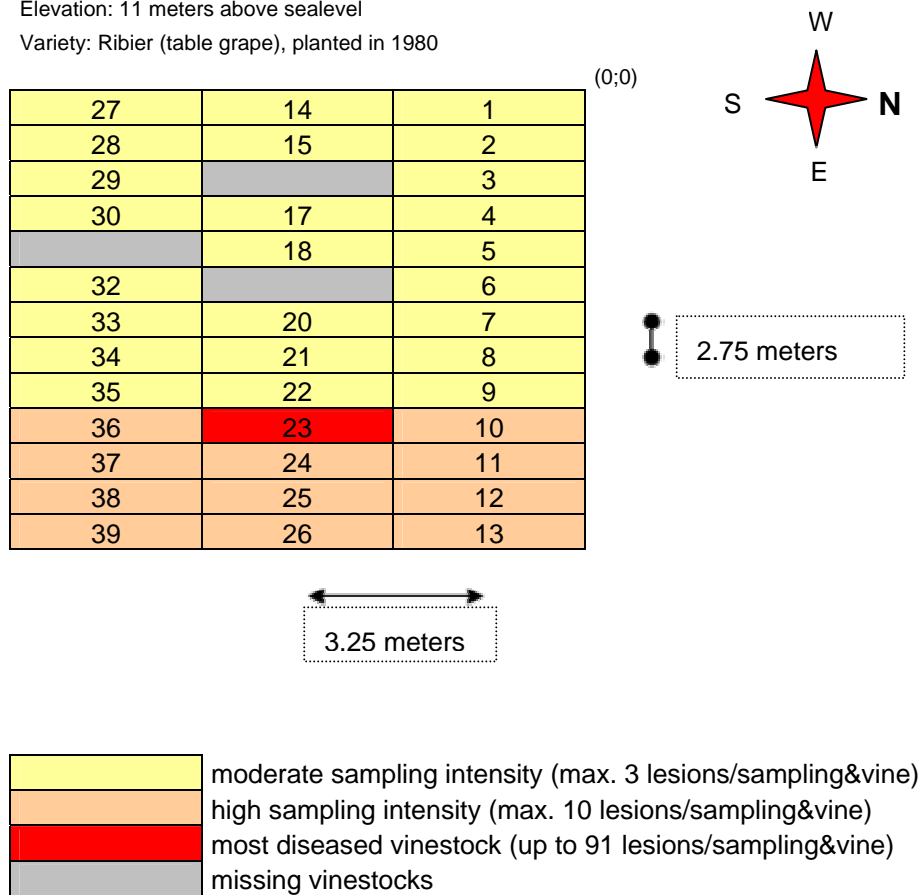 Elevation: 11 meters above sealevel
Variety: Ribier (table grape), planted in 1980
W
(0;0)
S N
E
27 14 1
28 15 2
29 3
30 17 4
18 5
32 6
33 20 7
34 21 8
35 22 9
36 23 10
37 24 11
38 25 12
39 26 13
2.75 meters
3.25 meters
moderate sampling intensity (max. 3 lesions/sampling&vine)
high sampling intensity (max. 10 lesions/sampling&vine)
most diseased vinestock (up to 91 lesions/sampling&vine)
missing vinestocks